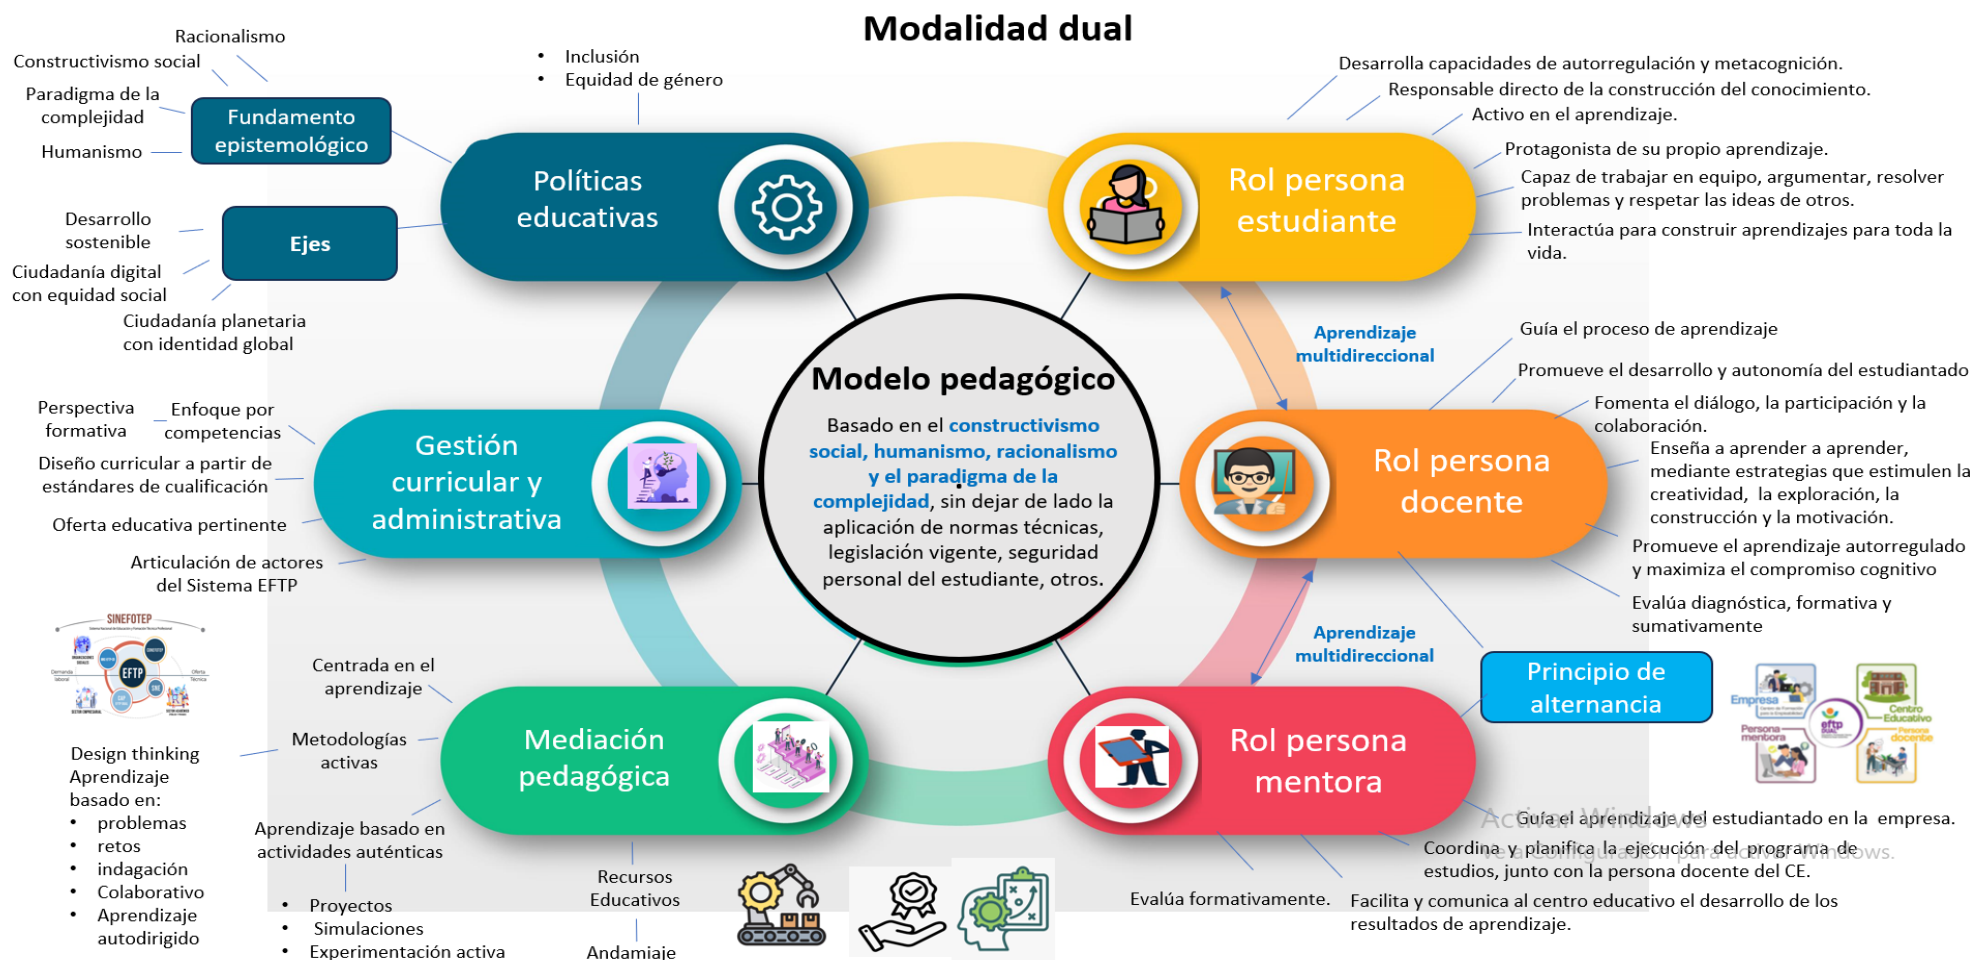 Modalidad dual
Racionalismo
Constructivismo social
Paradigma de la
complejidad
Humanismo
Fundamento
epistemológico
• Inclusión
• Equidad de género
Políticas
educativas
Desarrollo
sostenible
Ejes
Ciudadanía digital
con equidad social
Ciudadanía planetaria
con identidad global
Rol persona
estudiante
Desarrolla capacidades de autorregulación y metacognición.
Responsable directo de la construcción del conocimiento.
Activo en el aprendizaje.
Protagonista de su propio aprendizaje.
Capaz de trabajar en equipo, argumentar, resolver
problemas y respetar las ideas de otros.
Interactúa para construir aprendizajes para toda la
vida.
Aprendizaje
multidireccional
Modelo pedagógico
Basado en el constructivismo
social, humanismo, racionalismo
y el paradigma de la
complejidad, sin dejar de lado la
aplicación de normas técnicas,
legislación vigente, seguridad
personal del estudiante, otros.
Perspectiva
formativa
Enfoque por
competencias
Diseño curricular a partir de
estándares de cualificación
Oferta educativa pertinente
Articulación de actores
del Sistema EFTP
Gestión
curricular y
administrativa
Rol persona
docente
Guía el proceso de aprendizaje
Promueve el desarrollo y autonomía del estudiantado
Fomenta el diálogo, la participación y la
colaboración.
Enseña a aprender a aprender,
mediante estrategias que estimulen la
creatividad, la exploración, la
construcción y la motivación.
Promueve el aprendizaje autorregulado
y maximiza el compromiso cognitivo
Evalúa diagnóstica, formativa y
sumativamente
Aprendizaje
multidireccional
Principio de
alternancia
SINEFOTEP
EFTP
Demanda
laboral
Oferta
Técnica
Empresa
Centro
Educativo
eftp
DUAL
Persona
mentora
Persona
docente
Centrada en el
aprendizaje
Metodologías
activas
Mediación
pedagógica
Design thinking
Aprendizaje
basado en:
• problemas
• retos
• indagación
• Colaborativo
• Aprendizaje
autodirigido
Aprendizaje basado en
actividades auténticas
• Proyectos
• Simulaciones
• Experimentación activa
Recursos
Educativos
Andamiaje
Rol persona
mentora
Guía el aprendizaje del estudiantado en la empresa.
Coordina y planifica la ejecución del programa de
estudios, junto con la persona docente del CE.
Evalúa formativamente.
Facilita y comunica al centro educativo el desarrollo de los
resultados de aprendizaje.
Activar Windows
Ve a Configuración para activar Windows.